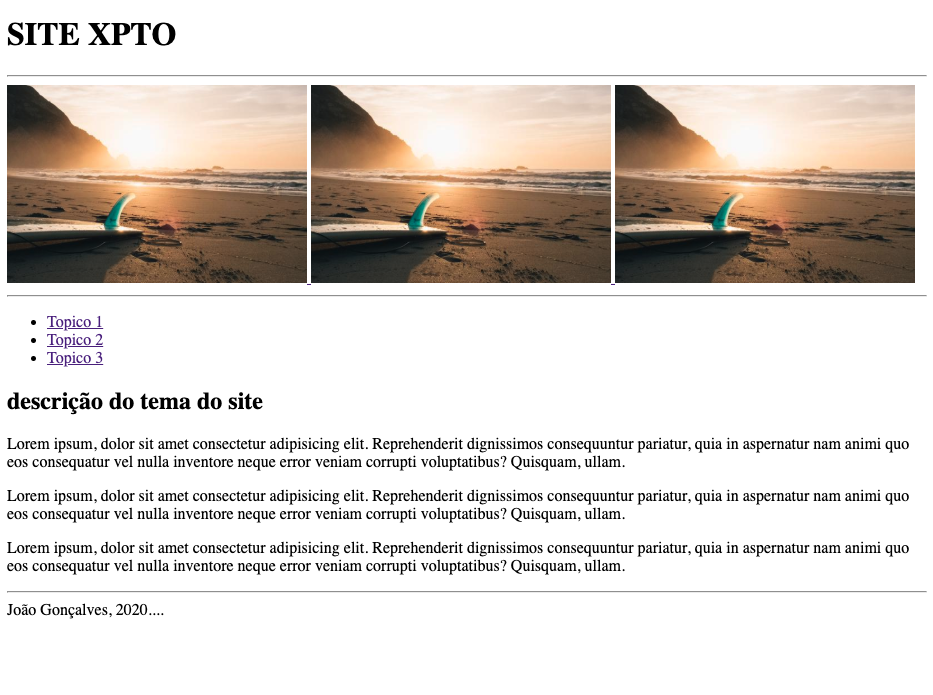 SITE XPTO
Topico 1
Topico 2
Topico 3
descrição do tema do site
Lorem ipsum, dolor sit amet consectetur adipisicing elit. Reprehenderit dignissimos consequuntur pariatur, quia in aspernatur nam animi quo
eos consequatur vel nulla inventore neque error veniam corrupti voluptatibus? Quisquam, ullam.
Lorem ipsum, dolor sit amet consectetur adipisicing elit. Reprehenderit dignissimos consequuntur pariatur, quia in aspernatur nam animi quo
eos consequatur vel nulla inventore neque error veniam corrupti voluptatibus? Quisquam, ullam.
Lorem ipsum, dolor sit amet consectetur adipisicing elit. Reprehenderit dignissimos consequuntur pariatur, quia in aspernatur nam animi quo
eos consequatur vel nulla inventore neque error veniam corrupti voluptatibus? Quisquam, ullam.
João Gonçalves, 2020....